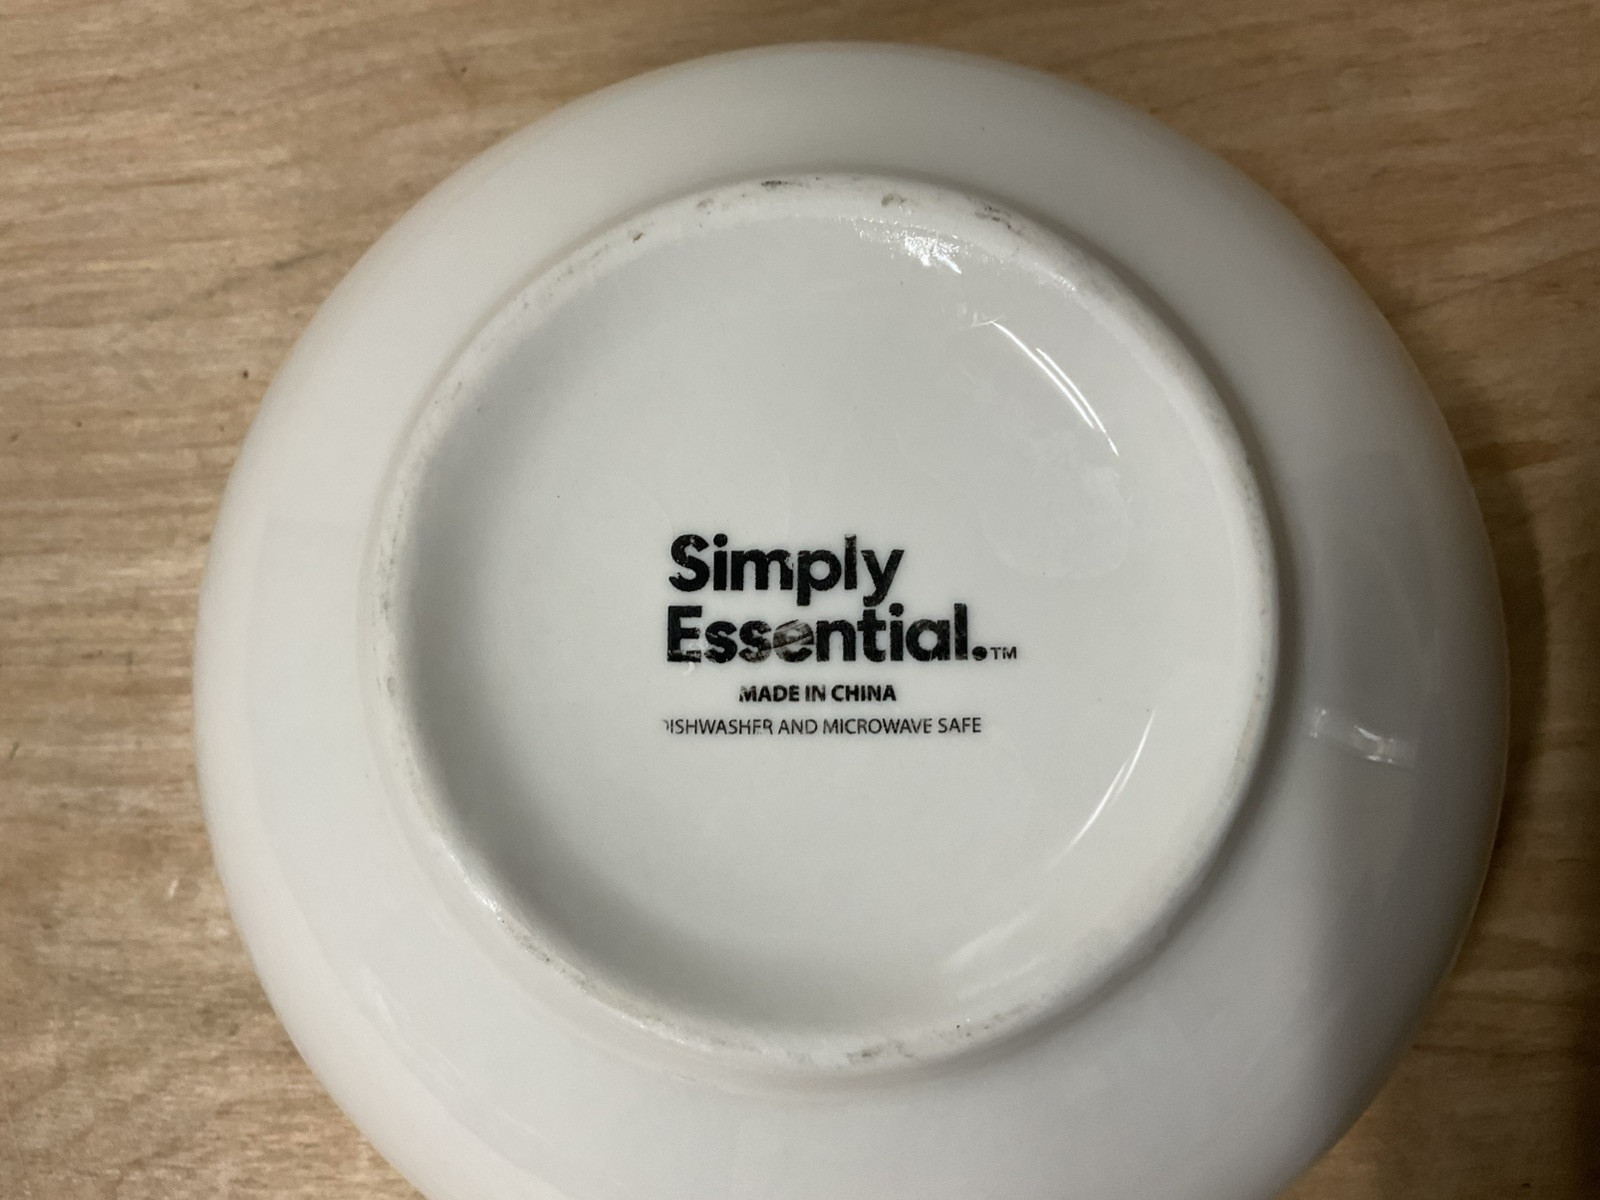 Simply
Essential.™
MADE IN CHINA
DISHWASHER AND MICROWAVE SAFE